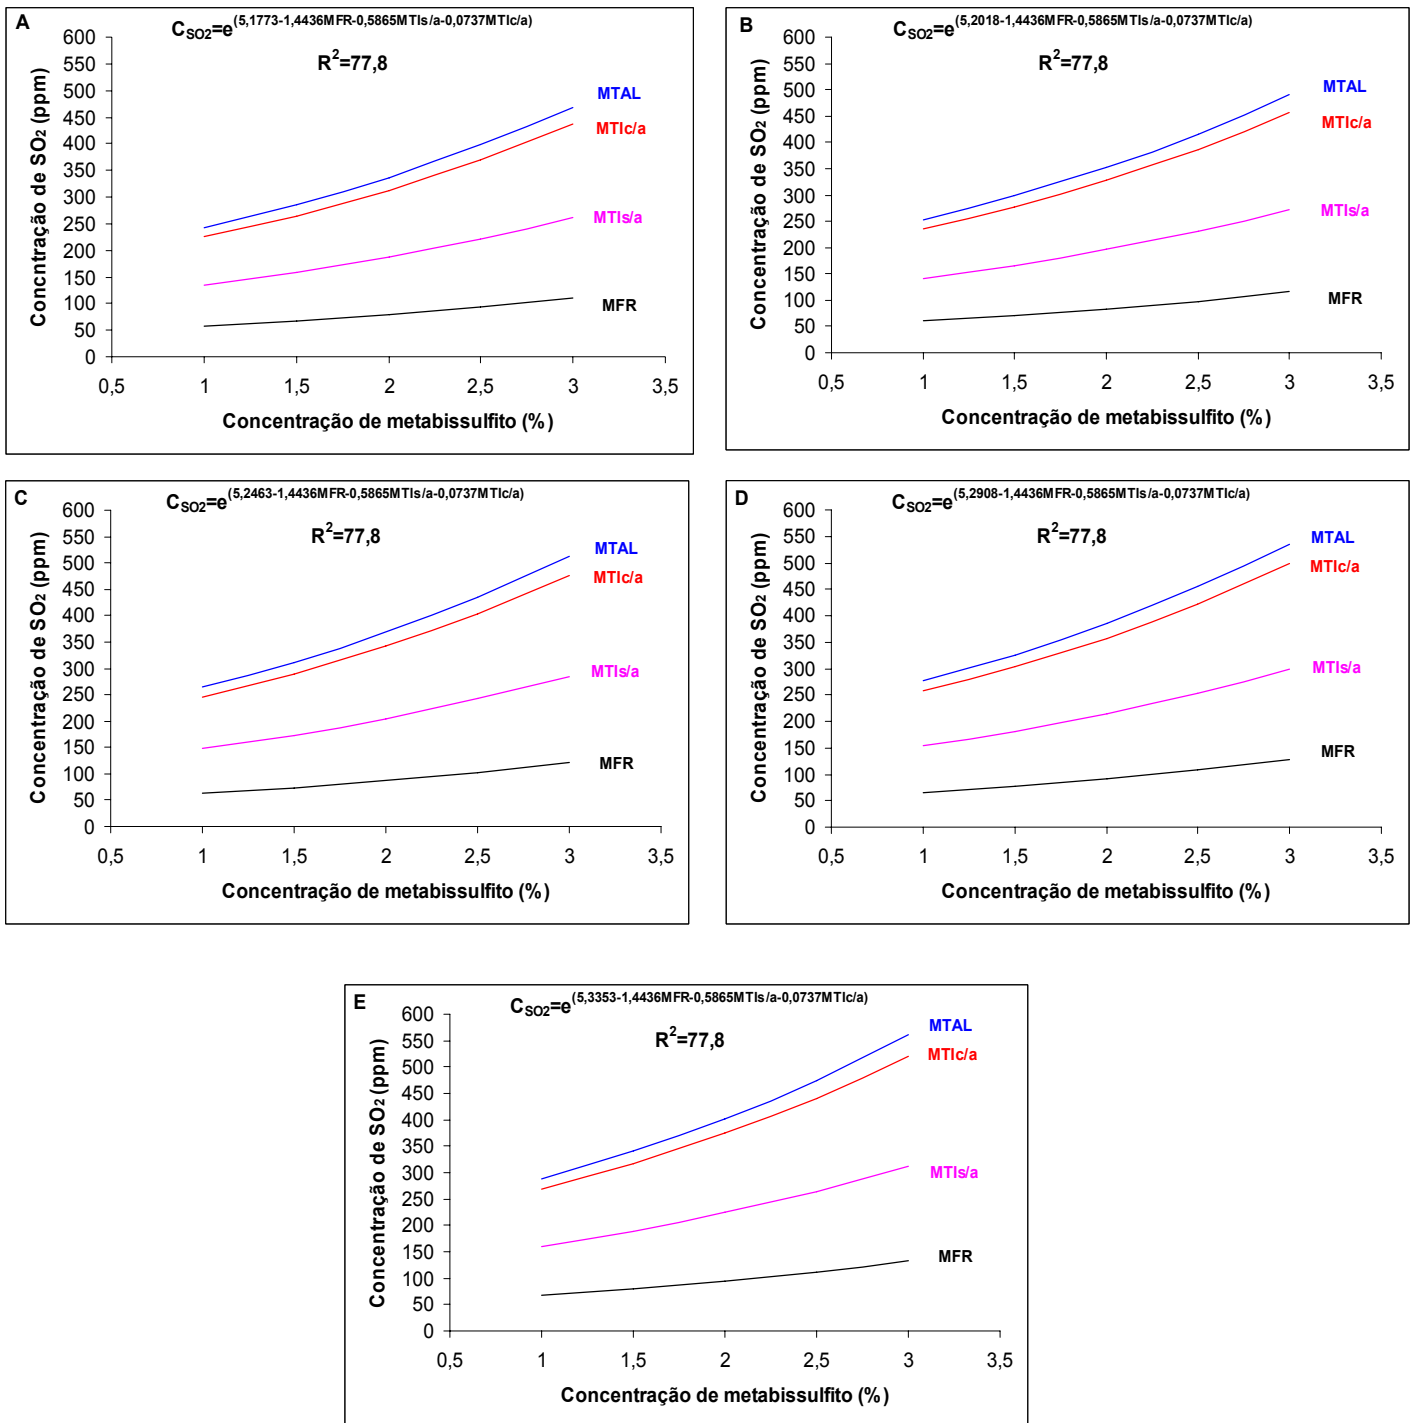 A
C_SO2=e^(5,1773-1,4436MFR-0,5865MTIs/a-0,0737MTIc/a)
R²=77,8
Concntração de SO₂ (ppm)
600
550
500
450
400
350
300
250
200
150
100
50
0
MTAL
MTIc/a
MTIs/a
MFR
0,5 1 1,5 2 2,5 3 3,5
Concentração de metabissulfito (%)
B
C_SO2=e^(5,2018-1,4436MFR-0,5865MTIs/a-0,0737MTIc/a)
R²=77,8
Concentração de SO₂ (ppm)
600
550
500
450
400
350
300
250
200
150
100
50
0
MTAL
MTIc/a
MTIs/a
MFR
0,5 1 1,5 2 2,5 3 3,5
Concentração de metabissulfito (%)
C
C_SO2=e^(5,2463-1,4436MFR-0,5865MTIs/a-0,0737MTIc/a)
R²=77,8
Concentração de SO₂ (ppm)
600
550
500
450
400
350
300
250
200
150
100
50
0
MTAL
MTIc/a
MTIs/a
MFR
0,5 1 1,5 2 2,5 3 3,5
Concentração de metabissulfito (%)
D
C_SO2=e^(5,2908-1,4436MFR-0,5865MTIs/a-0,0737MTIc/a)
R²=77,8
Concentração de SO₂ (ppm)
600
550
500
450
400
350
300
250
200
150
100
50
0
MTAL
MTIc/a
MTIs/a
MFR
0,5 1 1,5 2 2,5 3 3,5
Concentração de metabissulfito (%)
E
C_SO2=e^(5,3353-1,4436MFR-0,5865MTIs/a-0,0737MTIc/a)
R²=77,8
Concentração de SO₂ (ppm)
600
550
500
450
400
350
300
250
200
150
100
50
0
MTAL
MTIc/a
MTIs/a
MFR
0,5 1 1,5 2 2,5 3 3,5
Concentração de metabissulfito (%)